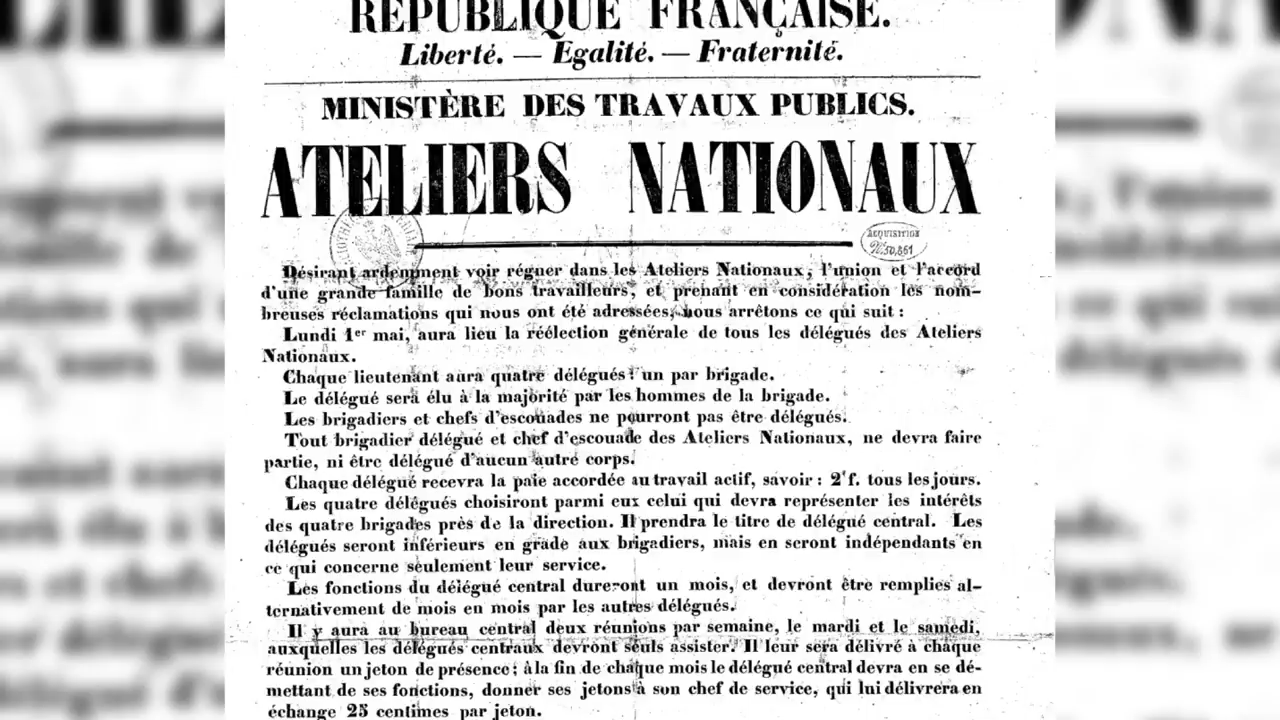 RÉPUBLIQUE FRANÇAISE.
Liberté. — Egalité. — Fraternité.
MINISTÈRE DES TRAVAUX PUBLICS.
ATELIERS NATIONAUX
ACQUISITION
Désirant ardemment voir régner dans les Ateliers Nationaux, l'union et l'accord
d'une grande famille de bons travailleurs, et prenant en considération les nom-
breuses réclamations qui nous ont été adressées, nous arrêtons ce qui suit :
Lundi 1er mai, aura lieu la réélection générale de tous les délégués des Ateliers
Nationaux.
Chaque lieutenant aura quatre délégués : un par brigade.
Le délégué sera élu à la majorité par les hommes de la brigade.
Les brigadiers et chefs d'escouades ne pourront pas être délégués.
Tout brigadier délégué et chef d'escouade des Ateliers Nationaux, ne devra faire
partie, ni être délégué d'aucun autre corps.
Chaque délégué recevra la paie accordée au travail actif, savoir : 2 f. tous les jours.
Les quatre délégués choisiront parmi eux celui qui devra représenter les intérêts
des quatre brigades près de la direction. Il prendra le titre de délégué central. Les
délégués seront inférieurs en grade aux brigadiers, mais en seront indépendants en
ce qui concerne seulement leur service.
Les fonctions du délégué central dureront un mois, et devront être remplies al-
ternativement de mois en mois par les autres délégués.
Il y aura au bureau central deux réunions par semaine, le mardi et le samedi,
auxquelles les délégués centraux devront seuls assister. Il leur sera délivré à chaque
réunion un jeton de présence ; à la fin de chaque mois le délégué central devra en se dé-
mettant de ses fonctions, donner ses jetons à son chef de service, qui lui délivrera en
échange 25 centimes par jeton.